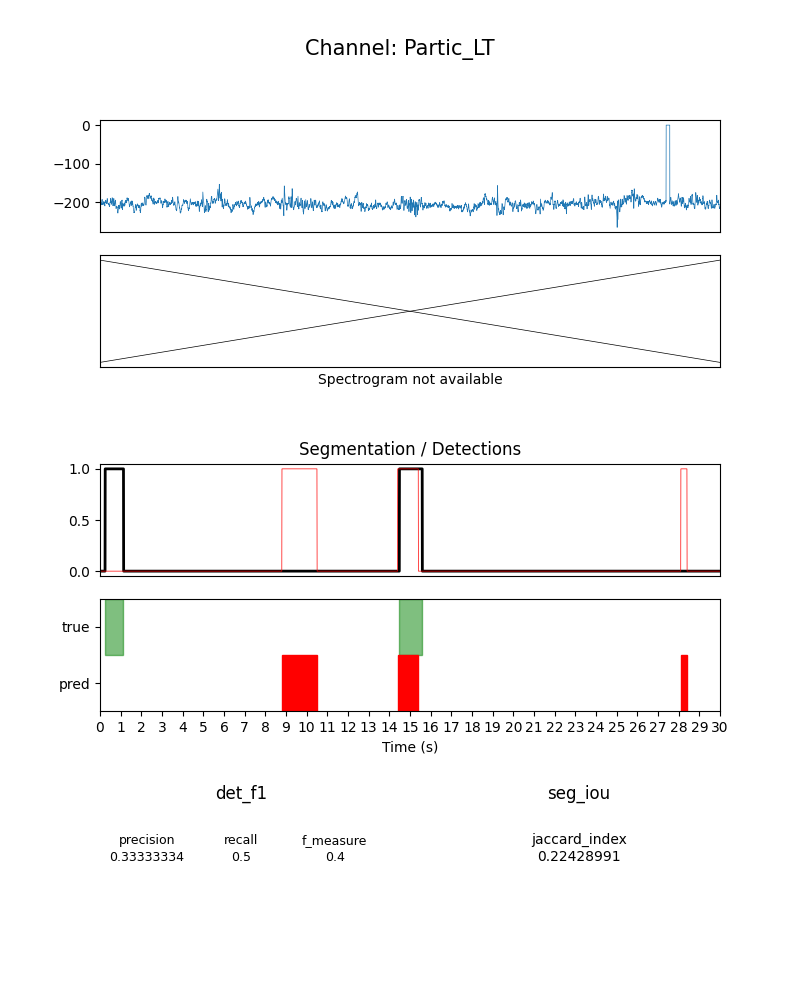 Channel: Partic_LT
0
−100
−200
Spectrogram not available
Segmentation / Detections
1.0
0.5
0.0
true
pred
0 1 2 3 4 5 6 7 8 9 10 11 12 13 14 15 16 17 18 19 20 21 22 23 24 25 26 27 28 29 30
Time (s)
det_f1 seg_iou
precision recall f_measure jaccard_index
0.33333334 0.5 0.4 0.22428991